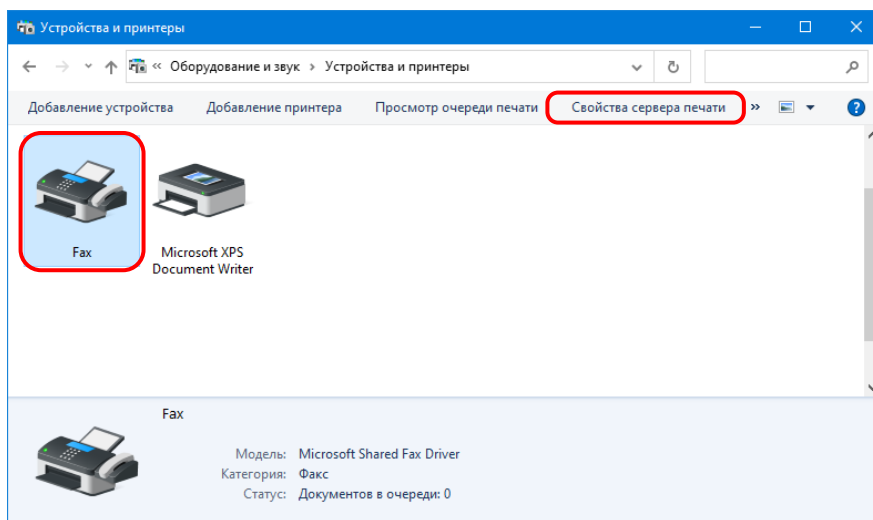 Устройства и принтеры
« Оборудование и звук › Устройства и принтеры
Добавление устройства Добавление принтера Просмотр очереди печати Свойства сервера печати »
Fax
Microsoft XPS
Document Writer
Fax
Модель: Microsoft Shared Fax Driver
Категория: Факс
Статус: Документов в очереди: 0